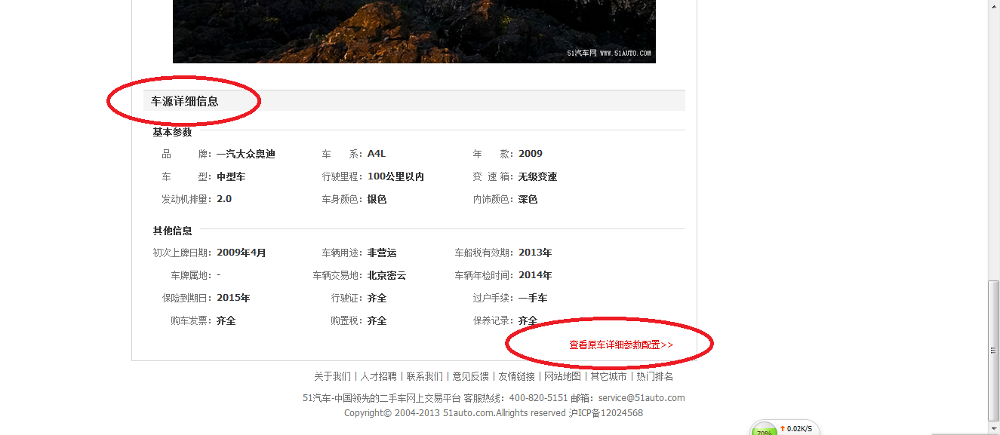 51汽车网 WWW.51AUTO.COM
车源详细信息
基本参数
品 牌：一汽大众奥迪 车 系：A4L 年 款：2009
车 型：中型车 行驶里程：100公里以内 变 速 箱：无级变速
发动机排量：2.0 车身颜色：银色 内饰颜色：深色
其他信息
初次上牌日期：2009年4月 车辆用途：非营运 车船税有效期：2013年
车牌属地：- 车辆交易地：北京密云 车辆年检时间：2014年
保险到期日：2015年 行驶证：齐全 过户手续：一手车
购车发票：齐全 购置税：齐全 保养记录：齐全
查看原车详细参数配置>>
关于我们 | 人才招聘 | 联系我们 | 意见反馈 | 友情链接 | 网站地图 | 其它城市 | 热门排名
51汽车-中国领先的二手车网上交易平台 客服热线：400-820-5151 邮箱：service@51auto.com
Copyright© 2004-2013 51auto.com.Allrights reserved 沪ICP备12024568
70% ↑ 0.02K/S